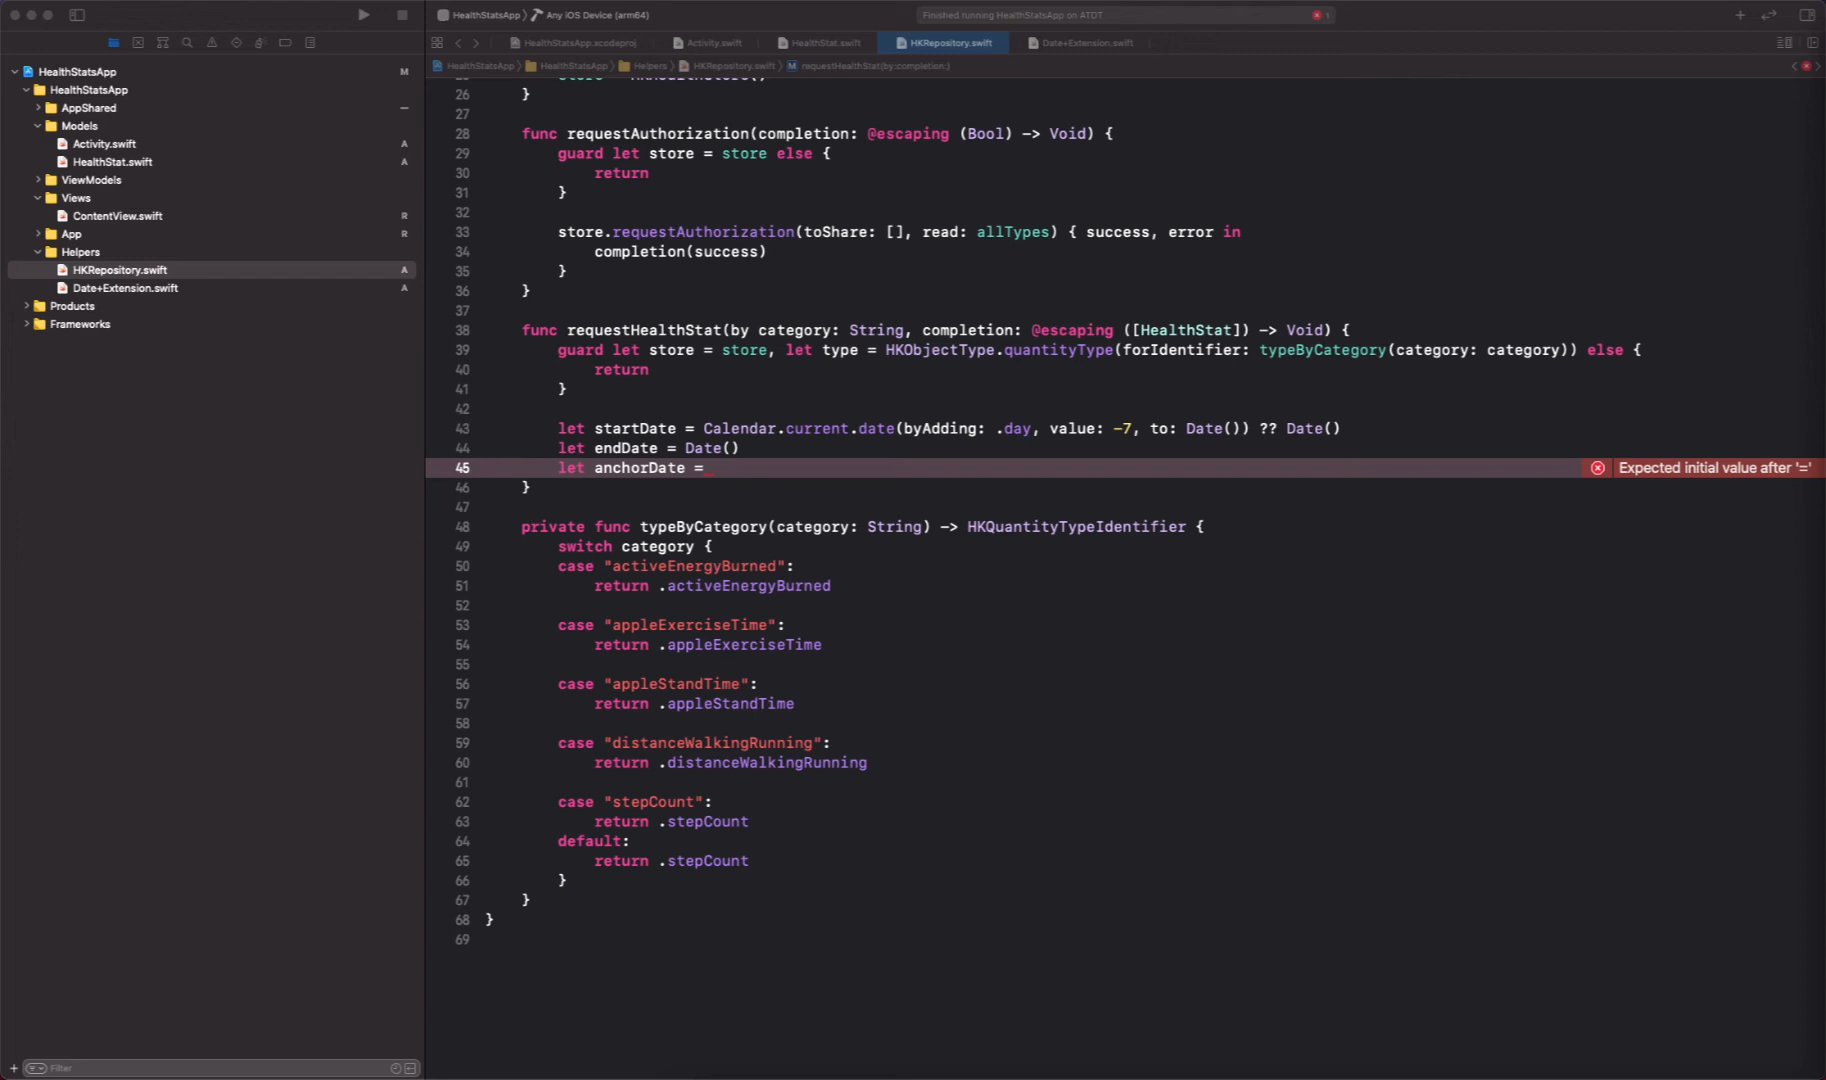 HealthStatsApp 〉 Any iOS Device (arm64)
Finished running HealthStatsApp on ATDT
1
HealthStatsApp.xcodeproj
Activity.swift
HealthStat.swift
HKRepository.swift
Date+Extension.swift
HealthStatsApp 〉 HealthStatsApp 〉 Helpers 〉 HKRepository.swift 〉 M requestHealthStat(by:completion:)
HealthStatsApp M
HealthStatsApp
AppShared
Models
Activity.swift A
HealthStat.swift A
ViewModels
Views
ContentView.swift R
App R
Helpers
HKRepository.swift A
Date+Extension.swift A
Products
Frameworks
Filter
26 }
27
28 func requestAuthorization(completion: @escaping (Bool) -> Void) {
29 guard let store = store else {
30 return
31 }
32
33 store.requestAuthorization(toShare: [], read: allTypes) { success, error in
34 completion(success)
35 }
36 }
37
38 func requestHealthStat(by category: String, completion: @escaping ([HealthStat]) -> Void) {
39 guard let store = store, let type = HKObjectType.quantityType(forIdentifier: typeByCategory(category: category)) else {
40 return
41 }
42
43 let startDate = Calendar.current.date(byAdding: .day, value: -7, to: Date()) ?? Date()
44 let endDate = Date()
45 let anchorDate = Expected initial value after '='
46 }
47
48 private func typeByCategory(category: String) -> HKQuantityTypeIdentifier {
49 switch category {
50 case "activeEnergyBurned":
51 return .activeEnergyBurned
52
53 case "appleExerciseTime":
54 return .appleExerciseTime
55
56 case "appleStandTime":
57 return .appleStandTime
58
59 case "distanceWalkingRunning":
60 return .distanceWalkingRunning
61
62 case "stepCount":
63 return .stepCount
64 default:
65 return .stepCount
66 }
67 }
68 }
69